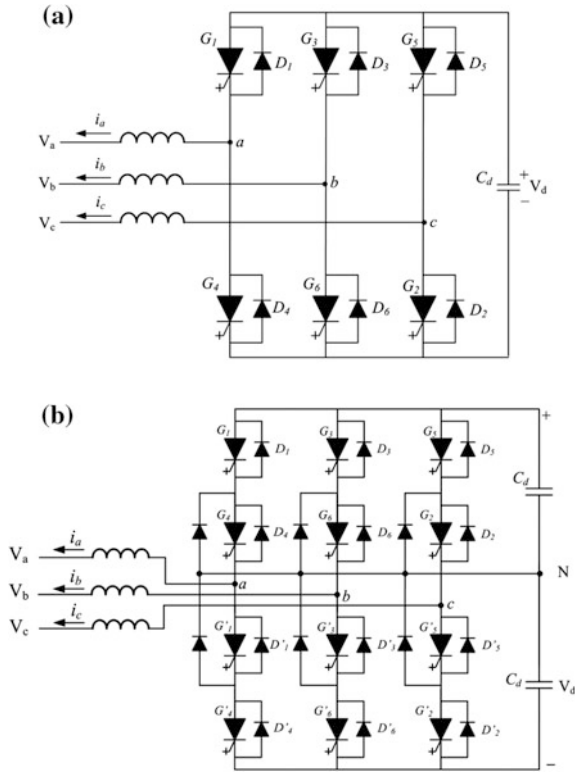 (a)
G1 G3 G5
D1 D3 D5
ia
Va a
ib
Vb b
ic
Vc c
Cd + Vd −
G4 G6 G2
D4 D6 D2
(b)
+
G1 G3 G5
D1 D3 D5
Cd
G4 G6 G2
D4 D6 D2
ia
Va a
N
ib
Vb b
ic
Vc c
G'1 G'3 G'5
D'1 D'3 D'5
Cd Vd
G'4 G'6 G'2
D'4 D'6 D'2
−